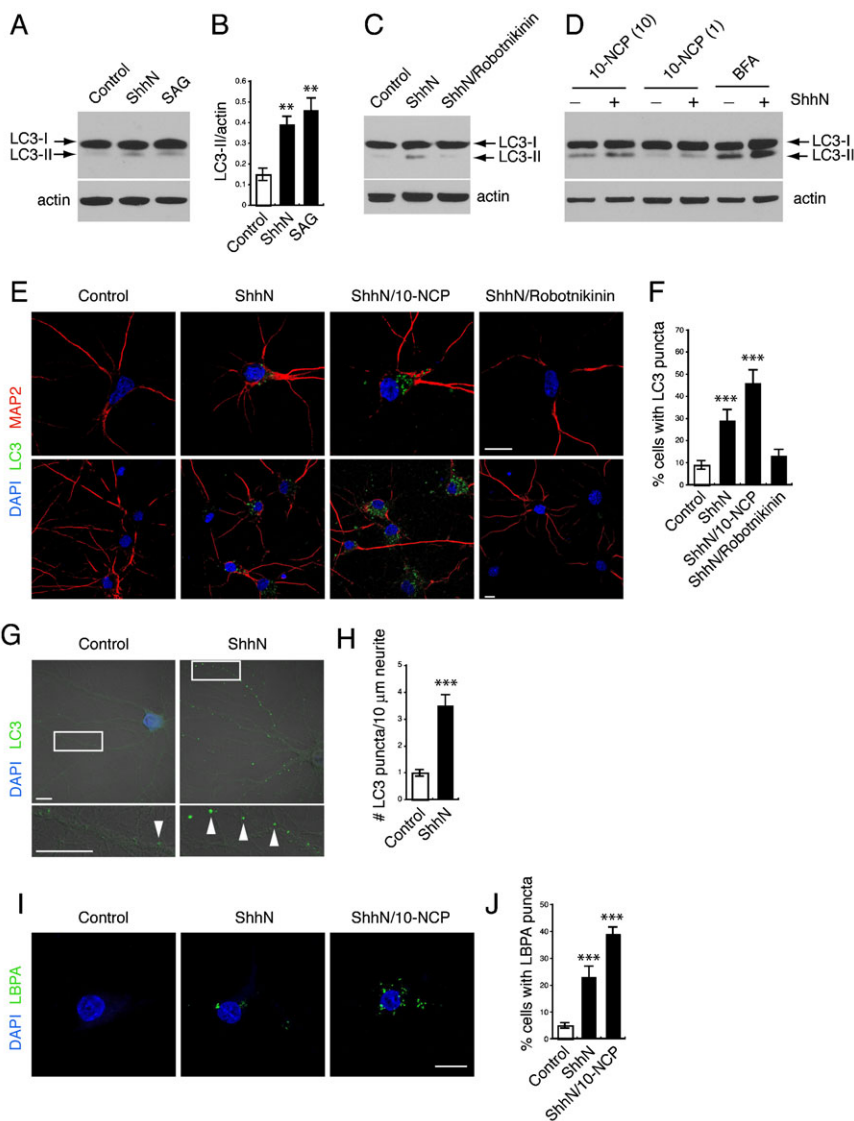 A
Control
ShhN
SAG
LC3-I
LC3-II
actin
B
LC3-II/actin
0.6
0.5
0.4
0.3
0.2
0.1
0
**
**
Control
ShhN
SAG
C
Control
ShhN
ShhN/Robotnikinin
LC3-I
LC3-II
actin
D
10-NCP (10)
10-NCP (1)
BFA
– + – + – + ShhN
LC3-I
LC3-II
actin
E
Control ShhN ShhN/10-NCP ShhN/Robotnikinin
DAPI LC3 MAP2
F
% cells with LC3 puncta
70
60
50
40
30
20
10
0
***
***
Control
ShhN
ShhN/10-NCP
ShhN/Robotnikinin
G
Control ShhN
DAPI LC3
H
# LC3 puncta/10 µm neurite
5
4
3
2
1
0
***
Control
ShhN
I
Control ShhN ShhN/10-NCP
DAPI LBPA
J
% cells with LBPA puncta
50
40
30
20
10
0
***
***
Control
ShhN
ShhN/10-NCP